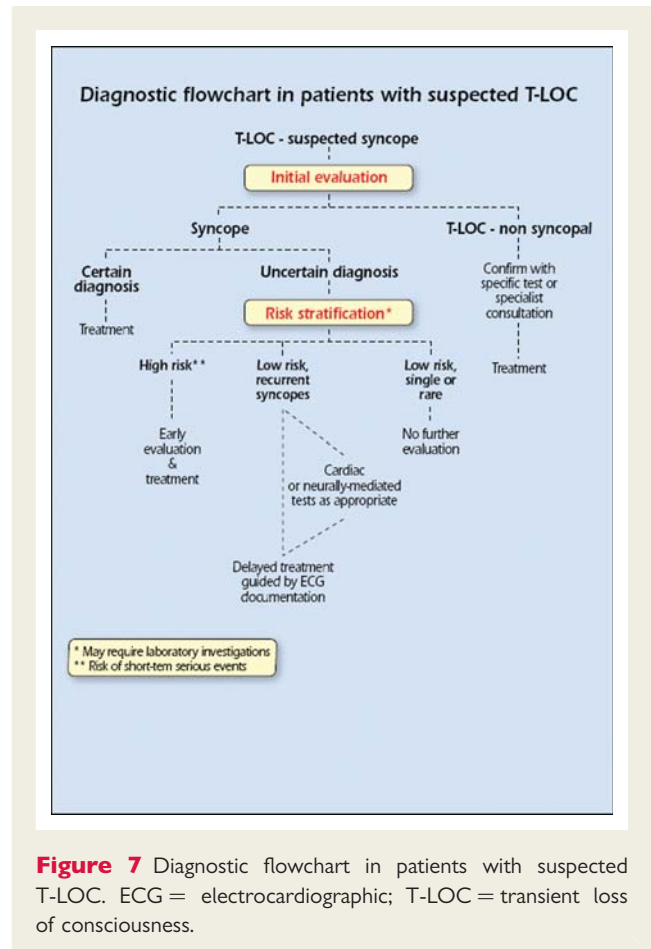 Diagnostic flowchart in patients with suspected T-LOC
T-LOC - suspected syncope
Initial evaluation
Syncope
T-LOC - non syncopal
Certain
diagnosis
Treatment
Uncertain diagnosis
Confirm with
specific test or
specialist
consultation
Treatment
Risk stratification*
High risk**
Early
evaluation
&
treatment
Low risk,
recurrent
syncopes
Low risk,
single or
rare
No further
evaluation
Cardiac
or neurally-mediated
tests as appropriate
Delayed treatment
guided by ECG
documentation
* May require laboratory investigations
** Risk of short-tem serious events
Figure 7 Diagnostic flowchart in patients with suspected
T-LOC. ECG = electrocardiographic; T-LOC = transient loss
of consciousness.